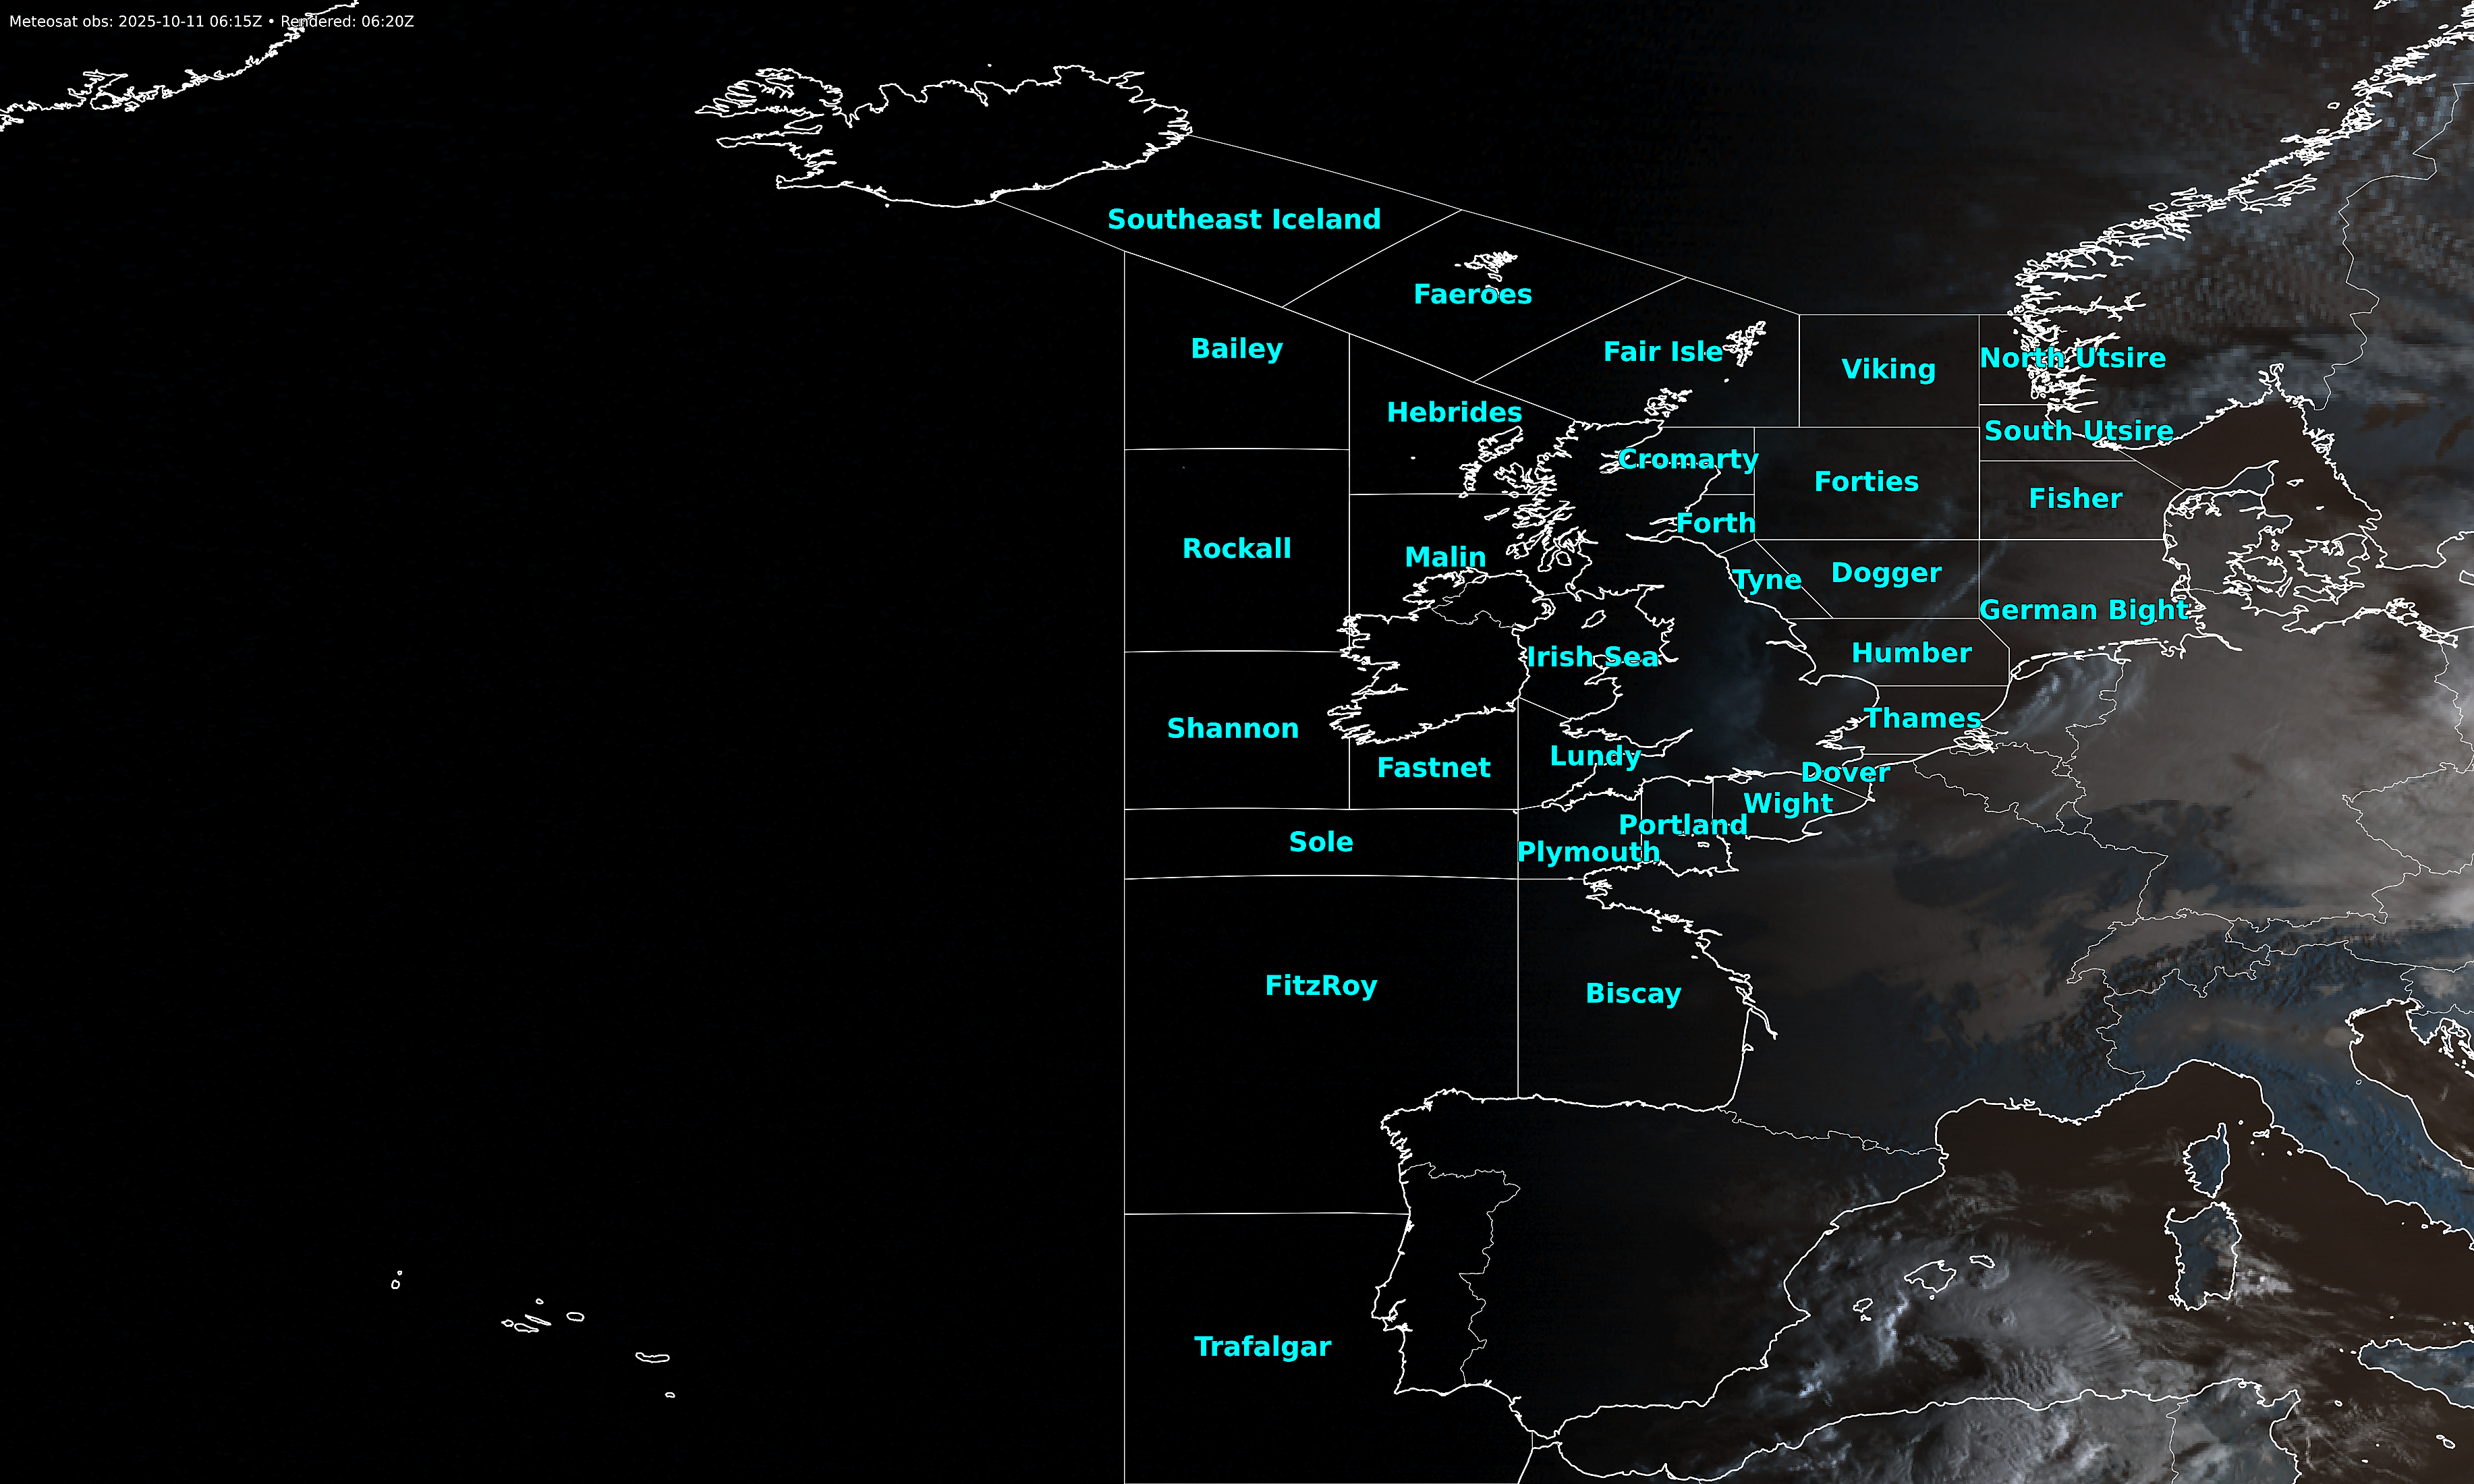 Meteosat obs: 2025-10-11 06:15Z • Rendered: 06:20Z
Southeast Iceland
Faeroes
Bailey
Fair Isle
Viking
North Utsire
Hebrides
South Utsire
Cromarty
Forties
Fisher
Forth
Rockall
Malin
Tyne
Dogger
German Bight
Irish Sea
Humber
Shannon
Thames
Lundy
Fastnet
Dover
Wight
Portland
Sole
Plymouth
FitzRoy
Biscay
Trafalgar